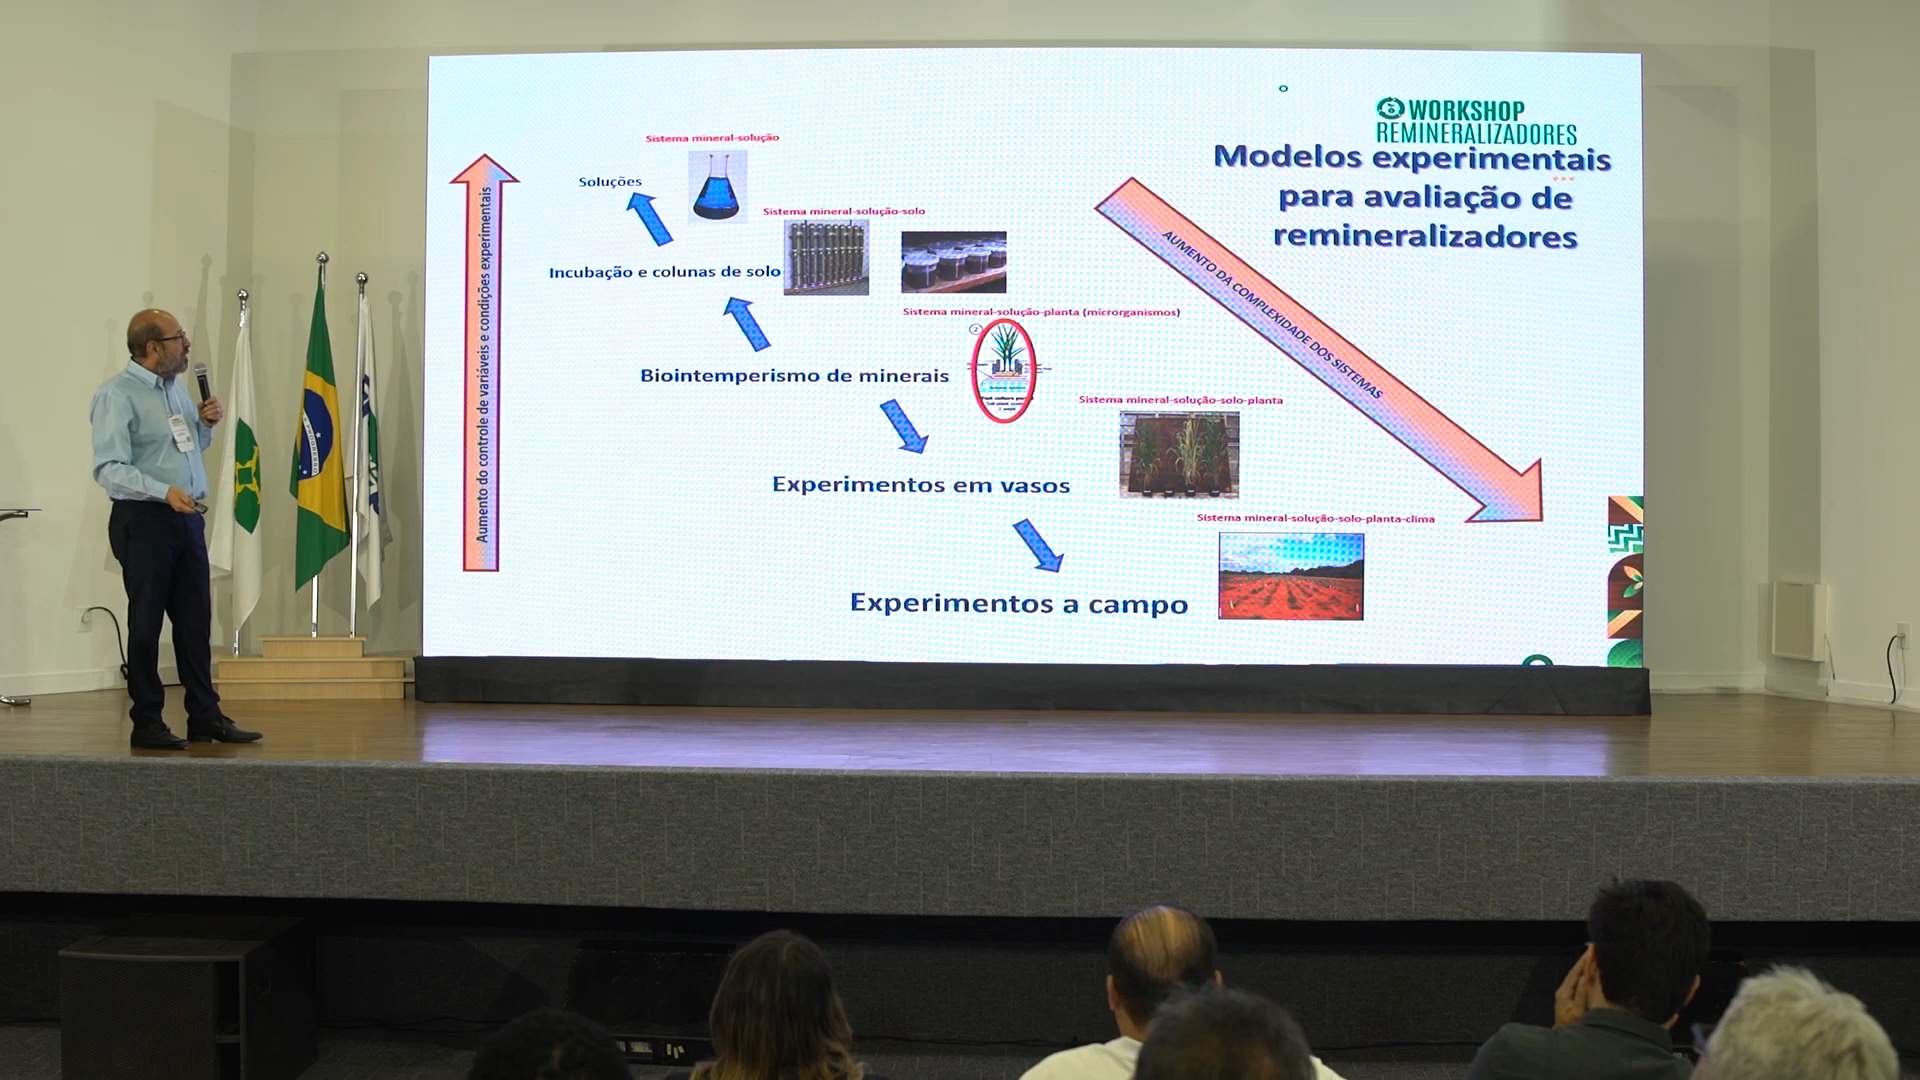 WORKSHOP
REMINERALIZADORES
Modelos experimentais
para avaliação de
remineralizadores
Aumento do controle de variáveis e condições experimentais
Sistema mineral-solução
Soluções
Sistema mineral-solução-solo
Incubação e colunas de solo
Sistema mineral-solução-planta (microrganismos)
2
Biointemperismo de minerais
Sistema mineral-solução-solo-planta
Experimentos em vasos
Sistema mineral-solução-solo-planta-clima
Experimentos a campo
AUMENTO DA COMPLEXIDADE DOS SISTEMAS